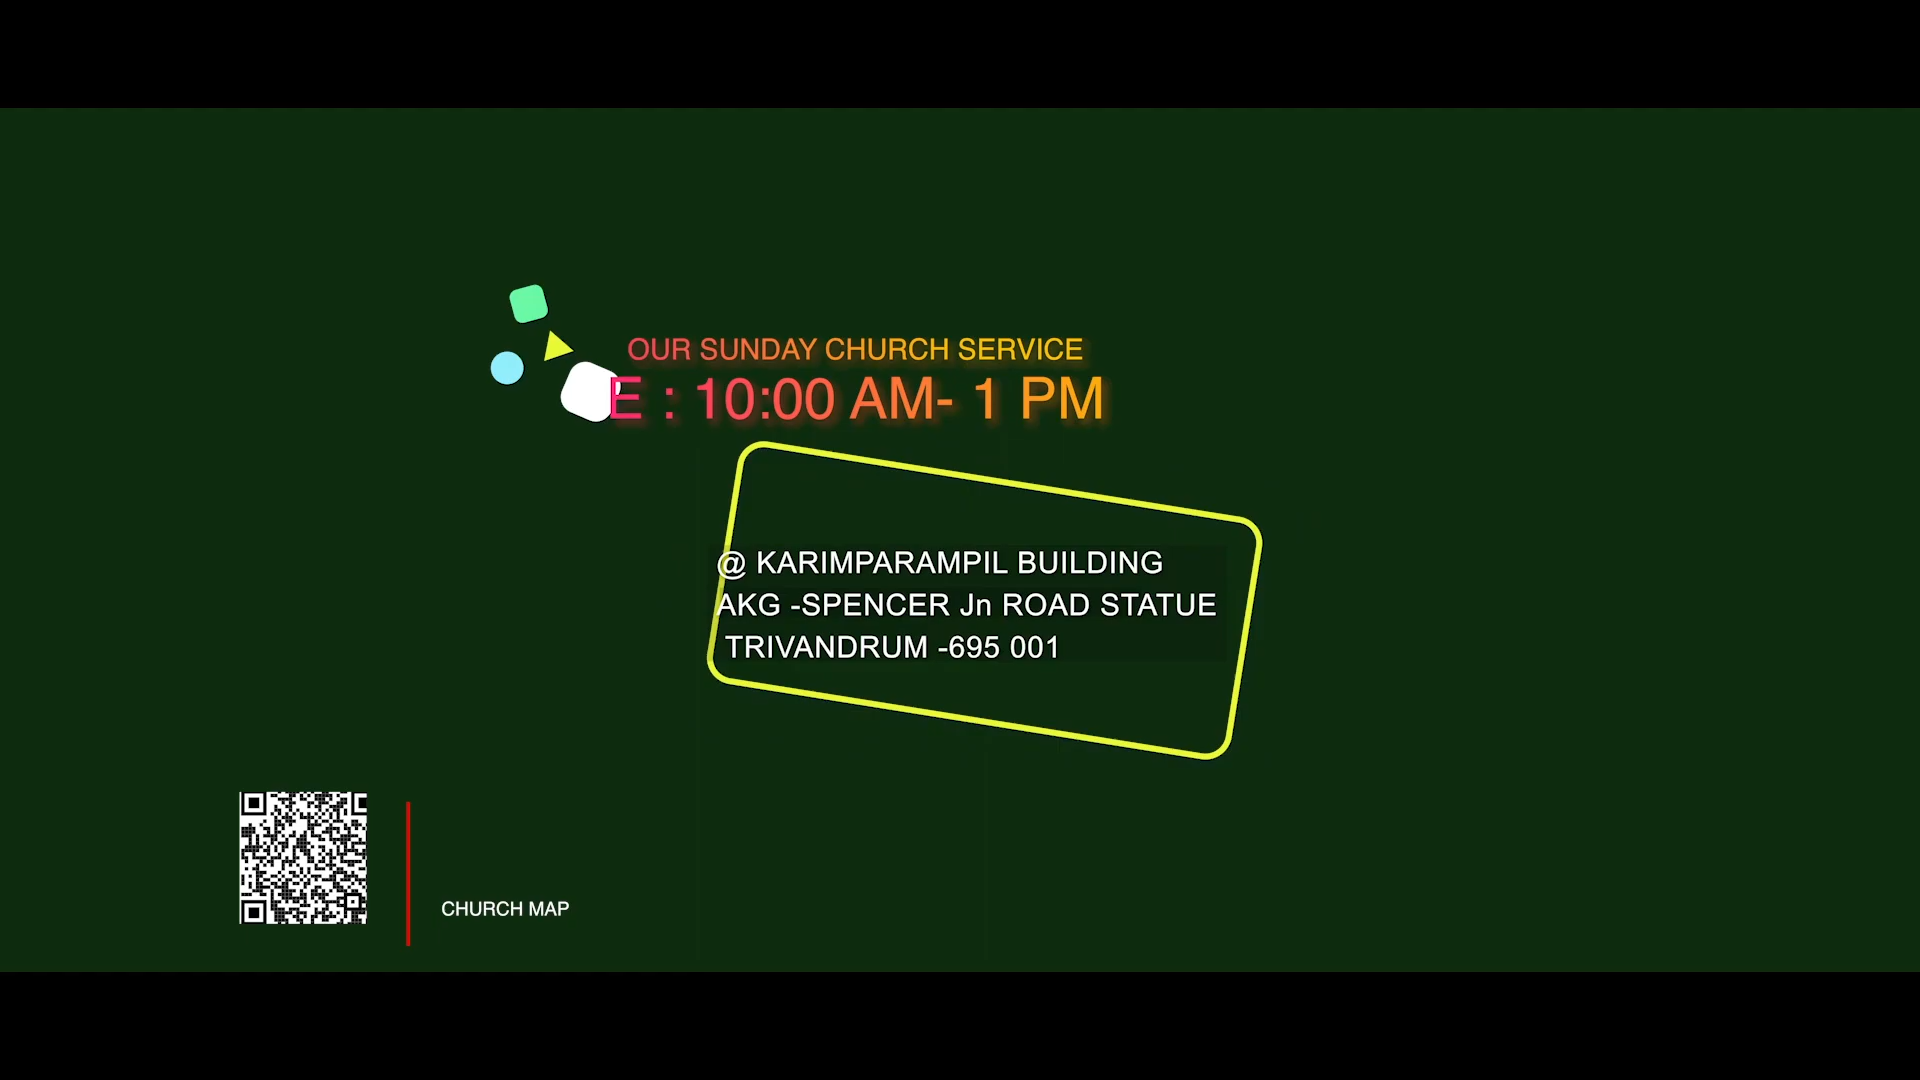 OUR SUNDAY CHURCH SERVICE
E : 10:00 AM- 1 PM
@ KARIMPARAMPIL BUILDING
AKG -SPENCER Jn ROAD STATUE
TRIVANDRUM -695 001
CHURCH MAP